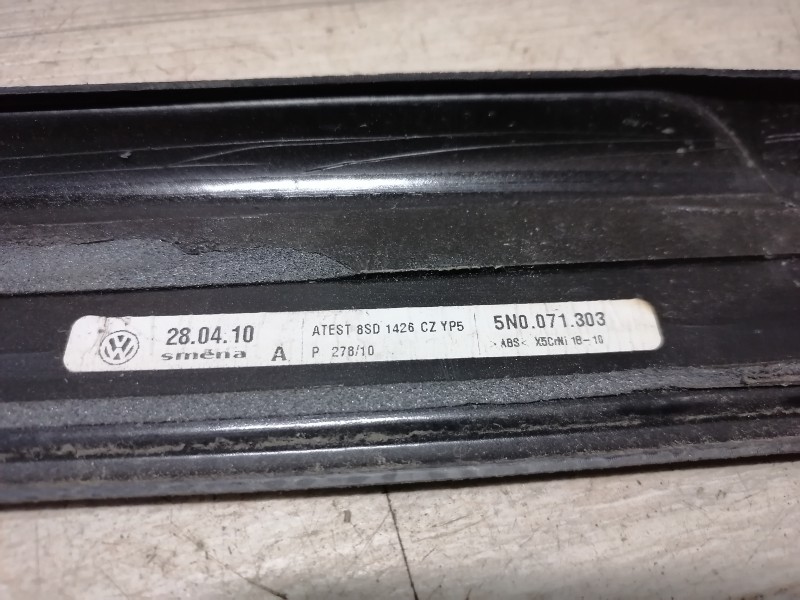 28.04.10
směna A
ATEST 8SD 1426 CZ YP5
P 278/10
5N0.071.303
>ABS< X5CrNi 18-10